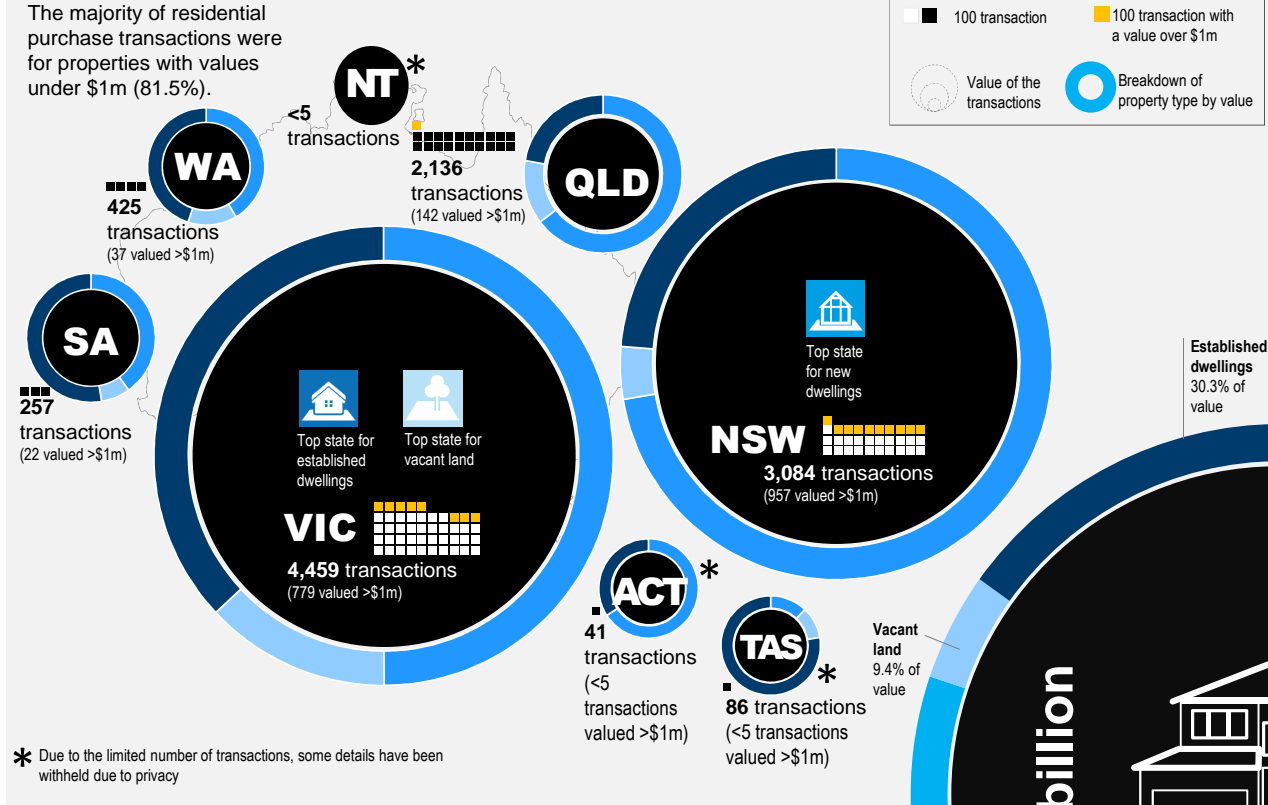 The majority of residential
purchase transactions were
for properties with values
under $1m (81.5%).
100 transaction
100 transaction with
a value over $1m
Value of the
transactions
Breakdown of
property type by value
NT
*
<5
transactions
WA
425
transactions
(37 valued >$1m)
2,136
transactions
(142 valued >$1m)
QLD
SA
257
transactions
(22 valued >$1m)
Top state for
established
dwellings
Top state for
vacant land
VIC
4,459 transactions
(779 valued >$1m)
Top state
for new
dwellings
NSW
3,084 transactions
(957 valued >$1m)
Established
dwellings
30.3% of
value
ACT
*
41
transactions
(<5
transactions
valued >$1m)
TAS
*
86 transactions
(<5 transactions
valued >$1m)
Vacant
land
9.4% of
value
billion
* Due to the limited number of transactions, some details have been
withheld due to privacy